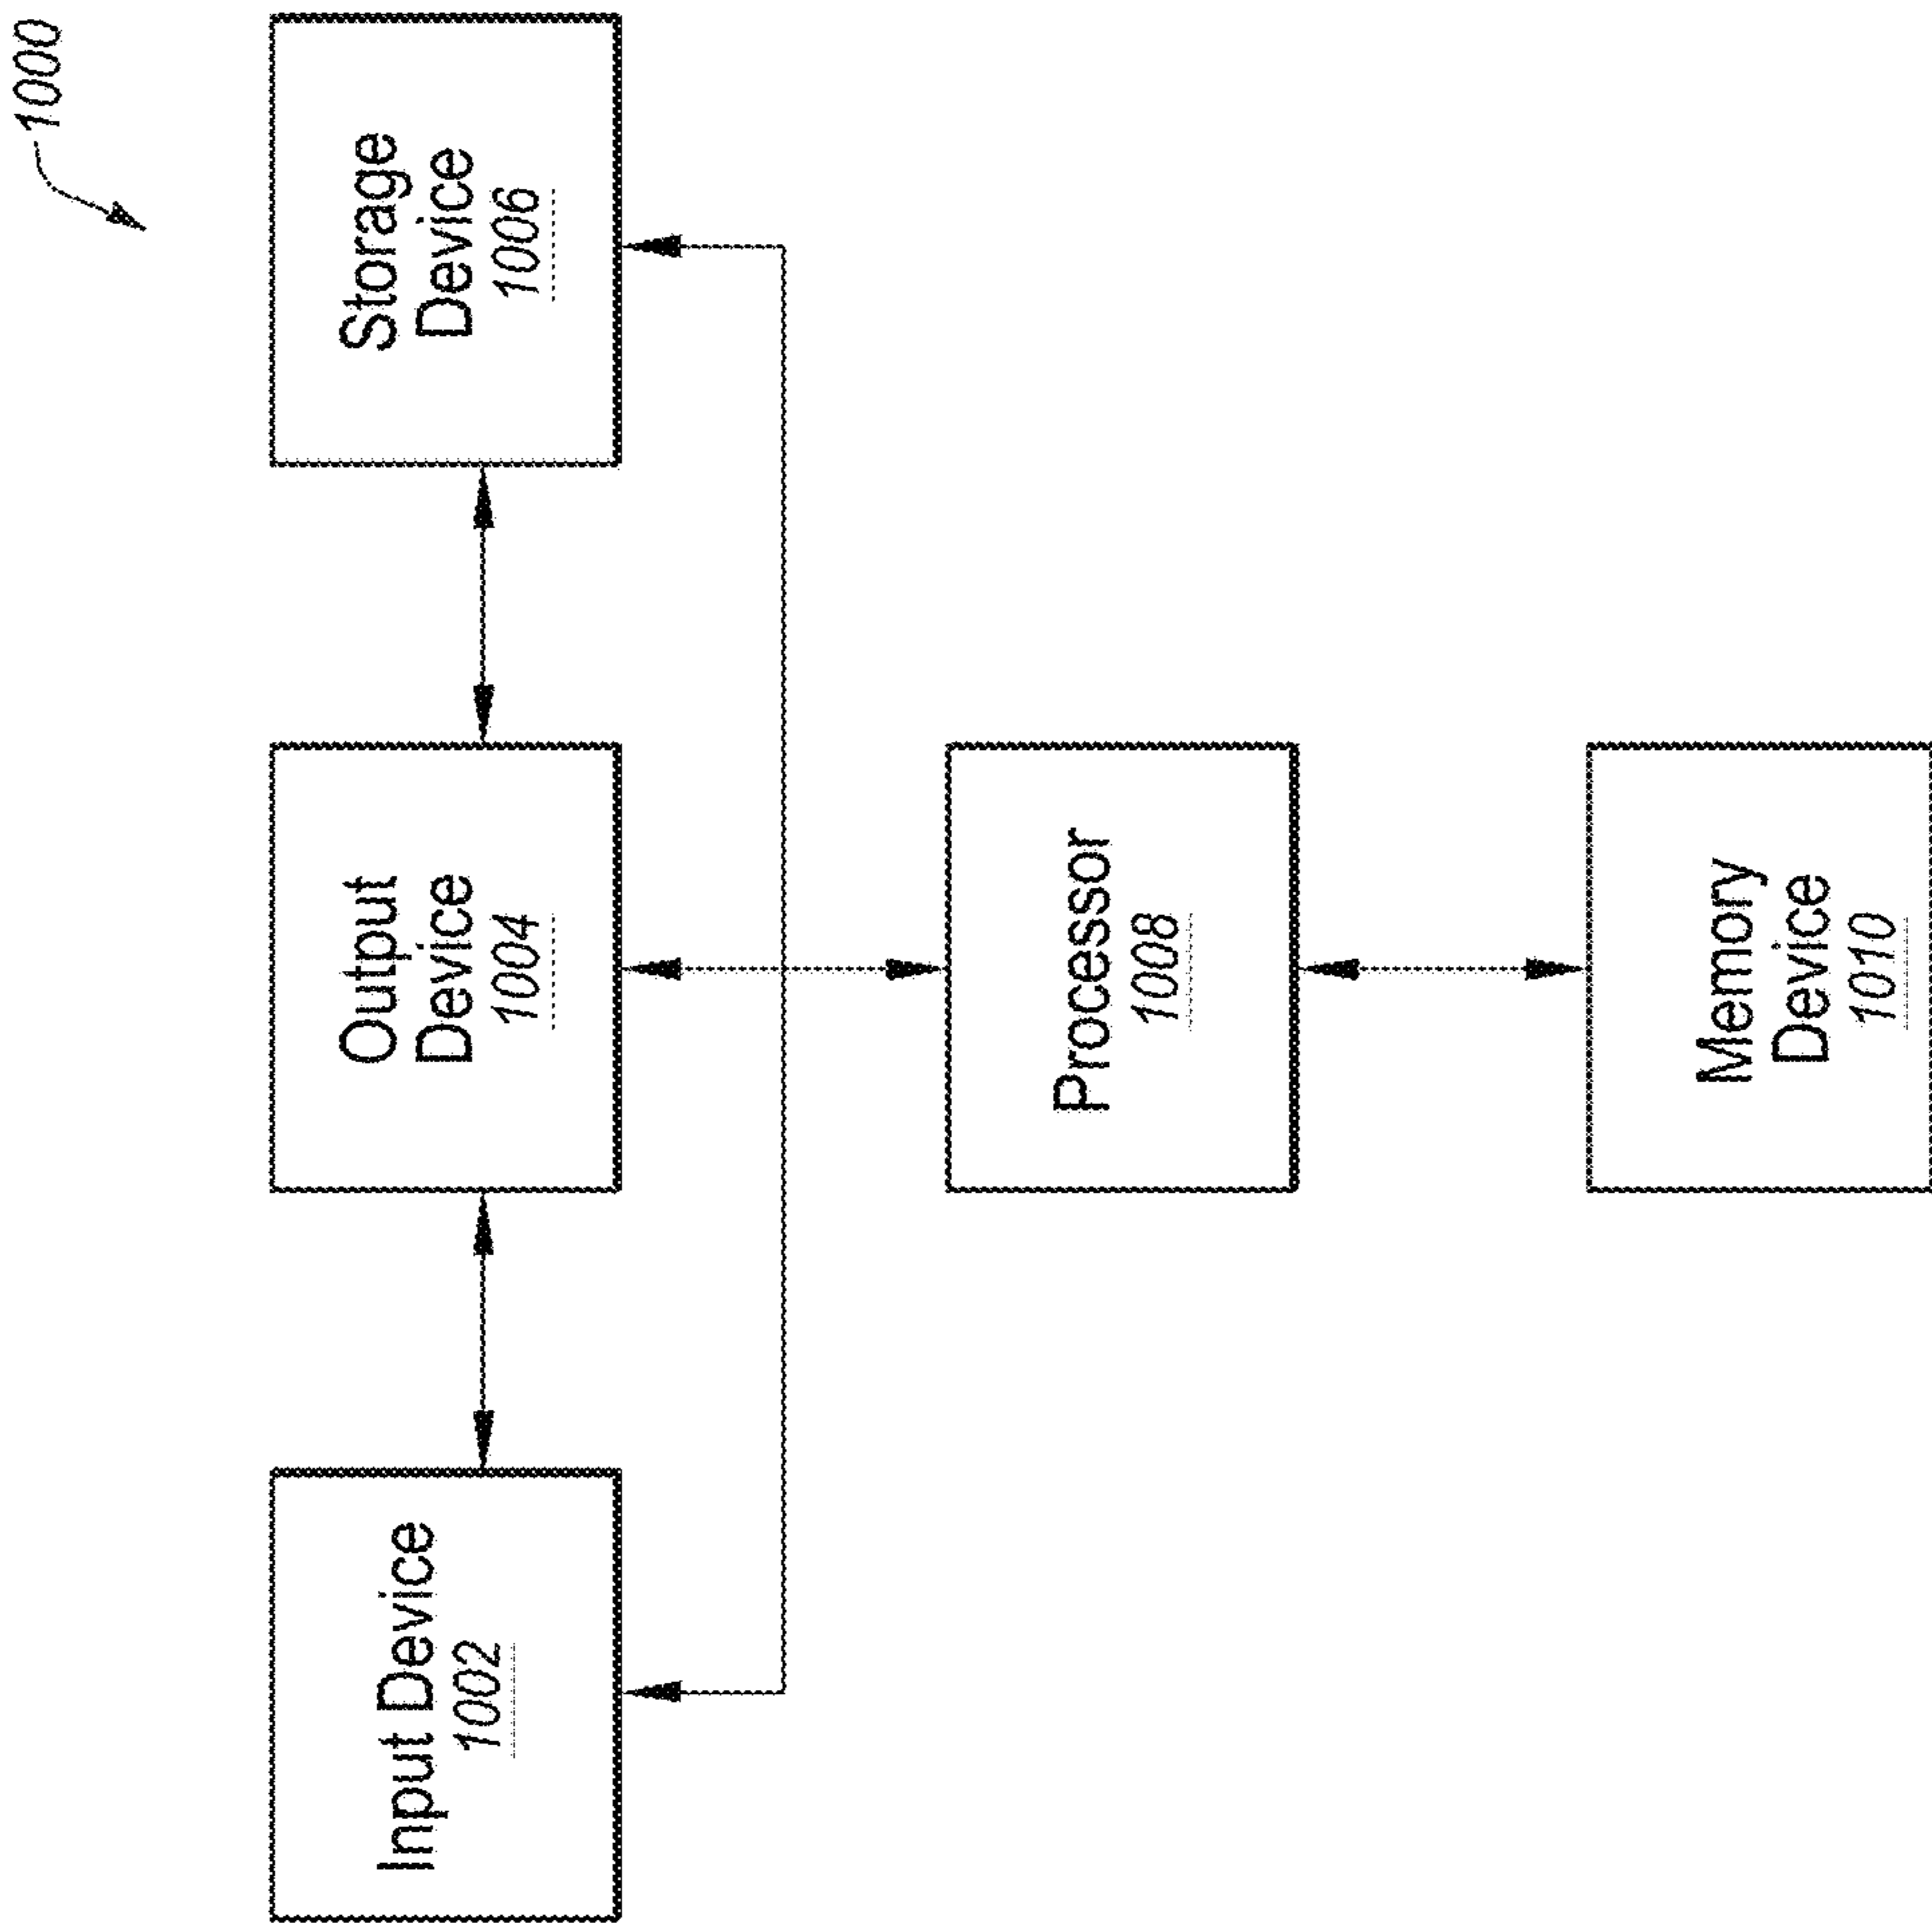 1000
Input Device
1002
Output
Device
1004
Storage
Device
1006
Processor
1008
Memory
Device
1010